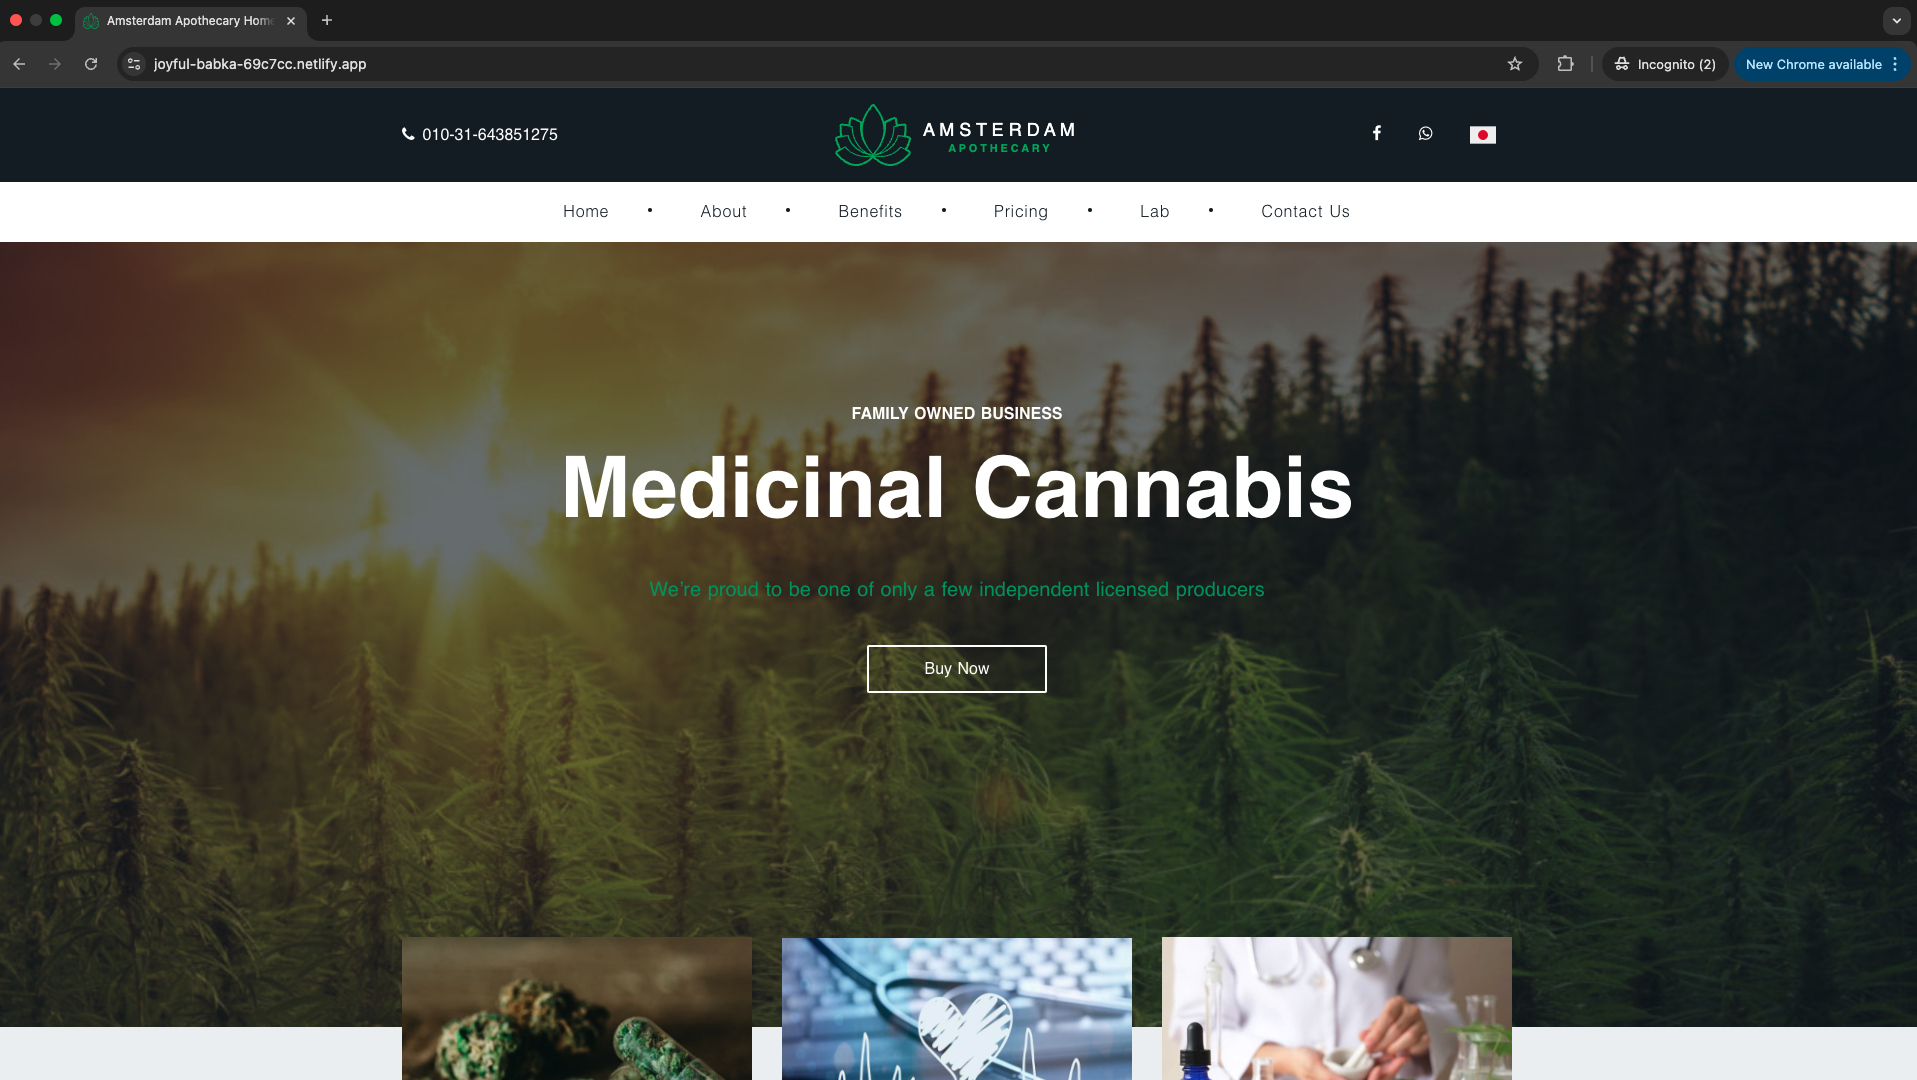 Amsterdam Apothecary Hom
joyful-babka-69c7cc.netlify.app
Incognito (2)
New Chrome available
010-31-643851275
AMSTERDAM
APOTHECARY
Home • About • Benefits • Pricing • Lab • Contact Us
FAMILY OWNED BUSINESS
Medicinal Cannabis
We're proud to be one of only a few independent licensed producers
Buy Now